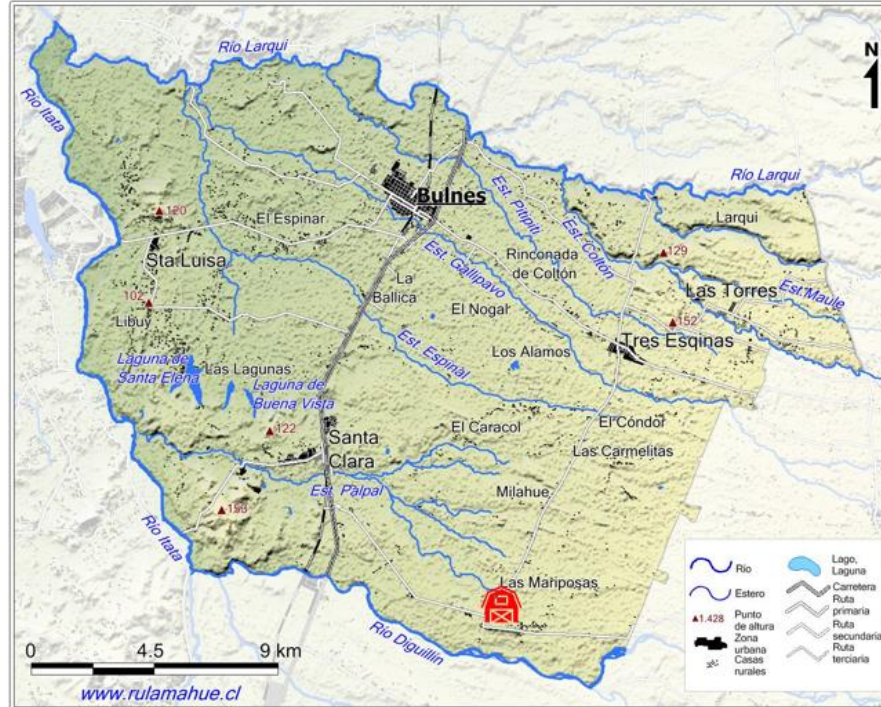 N
Río Larqui
Río Itata
Río Larqui
Bulnes
120
El Espinar
Est. Pitipiti
Est. Coltón
Larqui
129
Sta Luisa
Rinconada
de Coltón
Est. Gallipavo
La
Ballica
Las Torres
Est. Maule
102
Libuy
El Nogal
152
Tres Esqinas
Est. Espinal
Los Alamos
Laguna de
Santa Elena
Las Lagunas
Laguna de
Buena Vista
122
Santa
Clara
El Caracol
El Cóndor
Las Carmelitas
Est. Palpal
Milahue
Río Itata
Las Mariposas
Río Diguillín
0 4.5 9 km
www.rulamahue.cl
Río
Estero
1.428
Punto
de altura
Zona
urbana
Casas
rurales
Lago,
Laguna
Carretera
Ruta
primaria
Ruta
secundaria
Ruta
terciaria